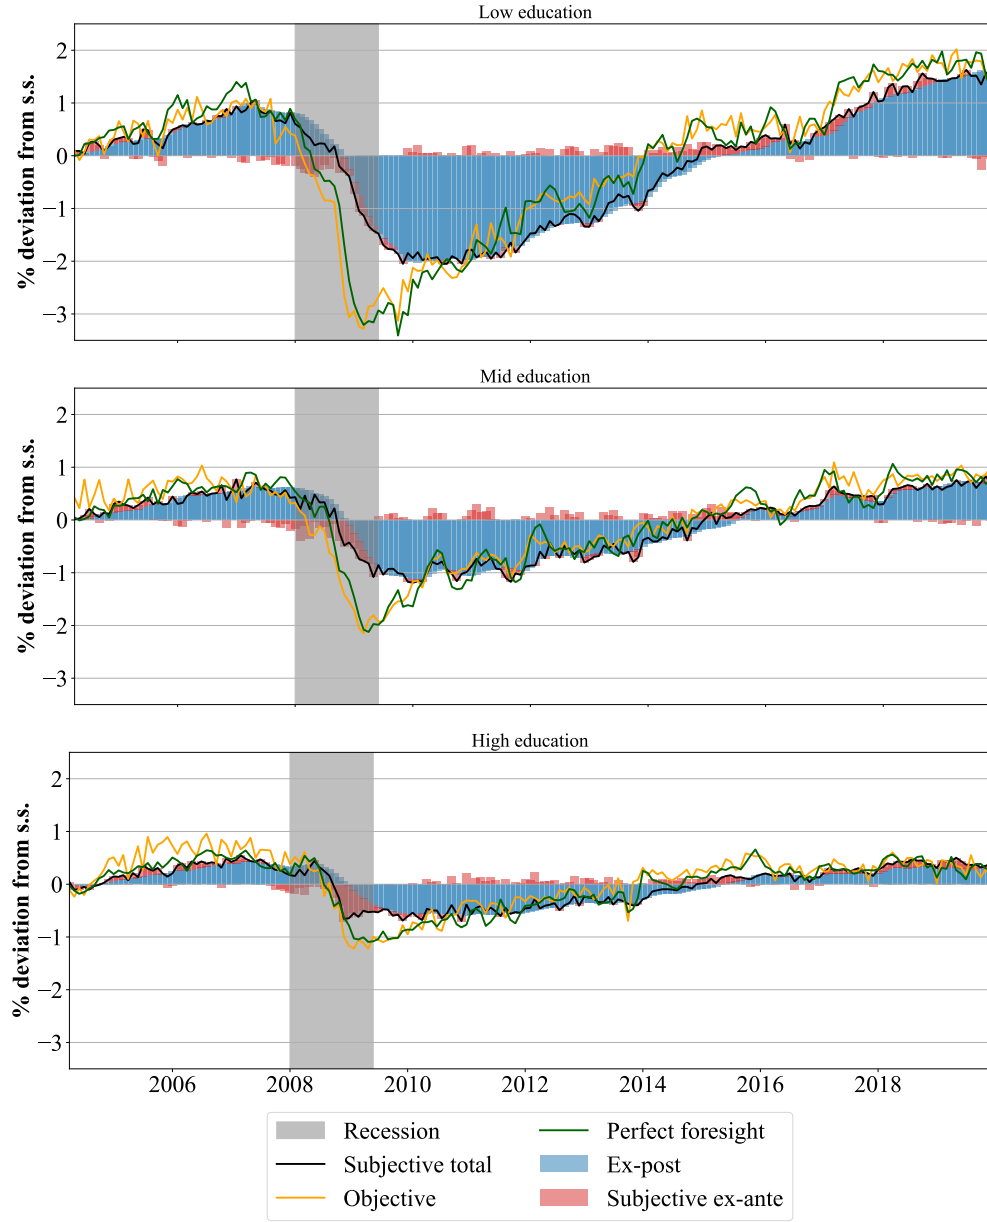 Low education
% deviation from s.s.
2
1
0
−1
−2
−3
Mid education
% deviation from s.s.
2
1
0
−1
−2
−3
High education
% deviation from s.s.
2
1
0
−1
−2
−3
2006 2008 2010 2012 2014 2016 2018
Recession
Subjective total
Objective
Perfect foresight
Ex-post
Subjective ex-ante